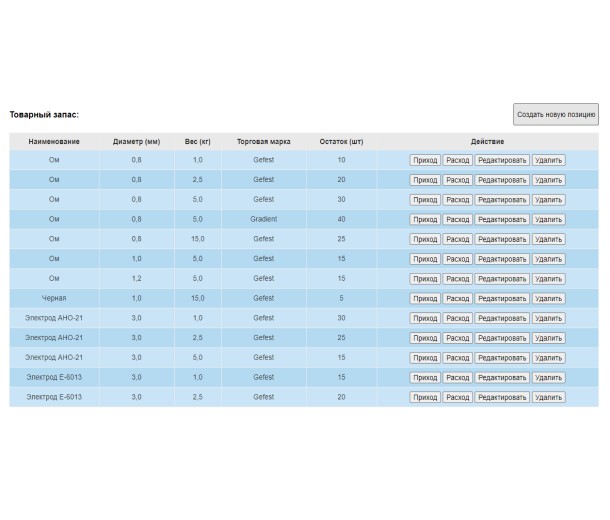 Товарный запас:
Создать новую позицию
Наименование Диаметр (мм) Вес (кг) Торговая марка Остаток (шт) Действие
Ом 0,8 1,0 Gefest 10 Приход Расход Редактировать Удалить
Ом 0,8 2,5 Gefest 20 Приход Расход Редактировать Удалить
Ом 0,8 5,0 Gefest 30 Приход Расход Редактировать Удалить
Ом 0,8 5,0 Gradient 40 Приход Расход Редактировать Удалить
Ом 0,8 15,0 Gefest 25 Приход Расход Редактировать Удалить
Ом 1,0 5,0 Gefest 15 Приход Расход Редактировать Удалить
Ом 1,2 5,0 Gefest 15 Приход Расход Редактировать Удалить
Черная 1,0 15,0 Gefest 5 Приход Расход Редактировать Удалить
Электрод АНО-21 3,0 1,0 Gefest 30 Приход Расход Редактировать Удалить
Электрод АНО-21 3,0 2,5 Gefest 25 Приход Расход Редактировать Удалить
Электрод АНО-21 3,0 5,0 Gefest 15 Приход Расход Редактировать Удалить
Электрод Е-6013 3,0 1,0 Gefest 15 Приход Расход Редактировать Удалить
Электрод Е-6013 3,0 2,5 Gefest 20 Приход Расход Редактировать Удалить